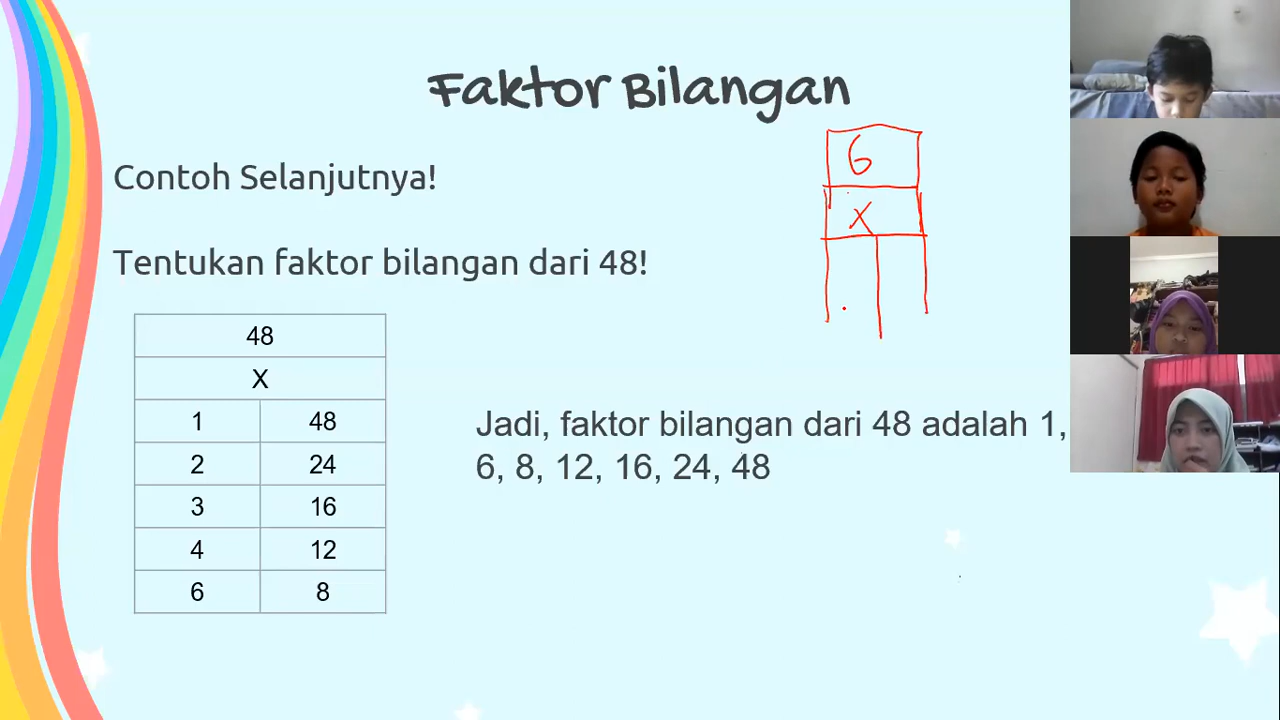 Faktor Bilangan
Contoh Selanjutnya!
Tentukan faktor bilangan dari 48!
6
X
48
X
1 48
2 24
3 16
4 12
6 8
Jadi, faktor bilangan dari 48 adalah 1,
6, 8, 12, 16, 24, 48